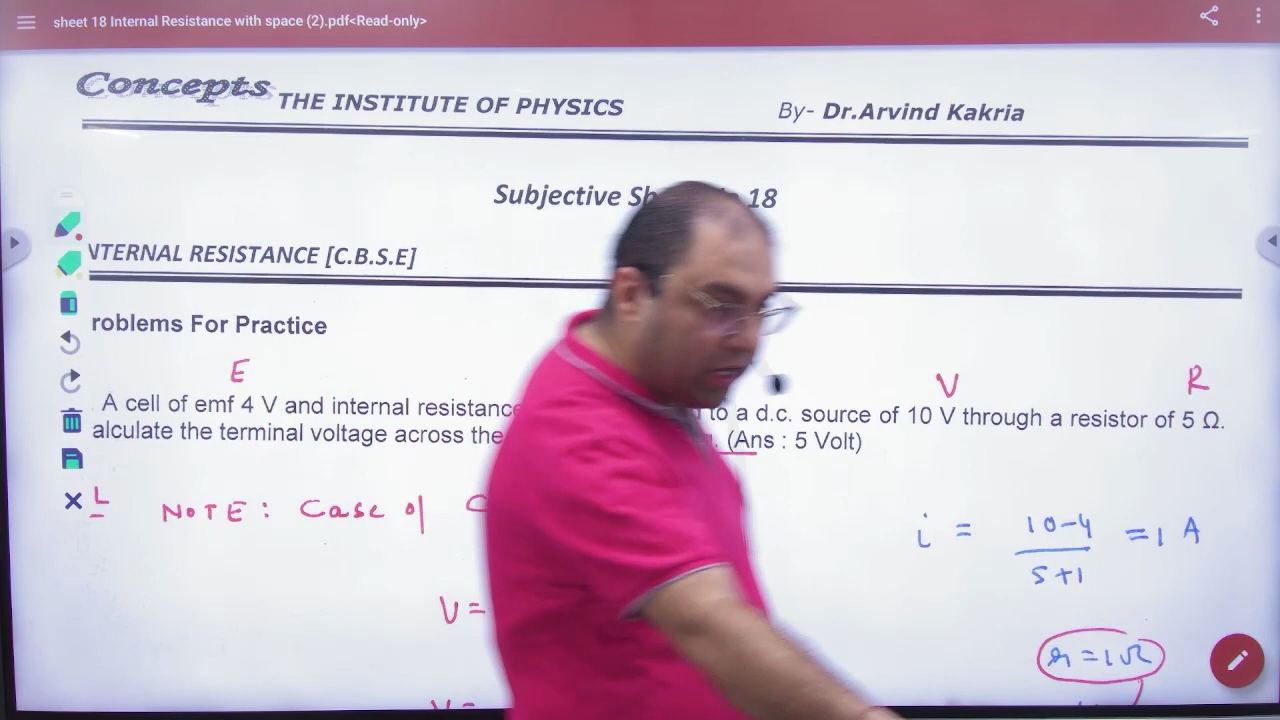 sheet 18 Internal Resistance with space (2).pdf<Read-only>
Concepts THE INSTITUTE OF PHYSICS By- Dr.Arvind Kakria
Subjective 18
NTERNAL RESISTANCE [C.B.S.E]
roblems For Practice
E V R
A cell of emf 4 V and internal resistance to a d.c. source of 10 V through a resistor of 5 Ω.
alculate the terminal voltage across the (Ans : 5 Volt)
L NOTE: Case of
i = 10-4 / 5+1 = 1 A
V =
r = 1Ω
V =